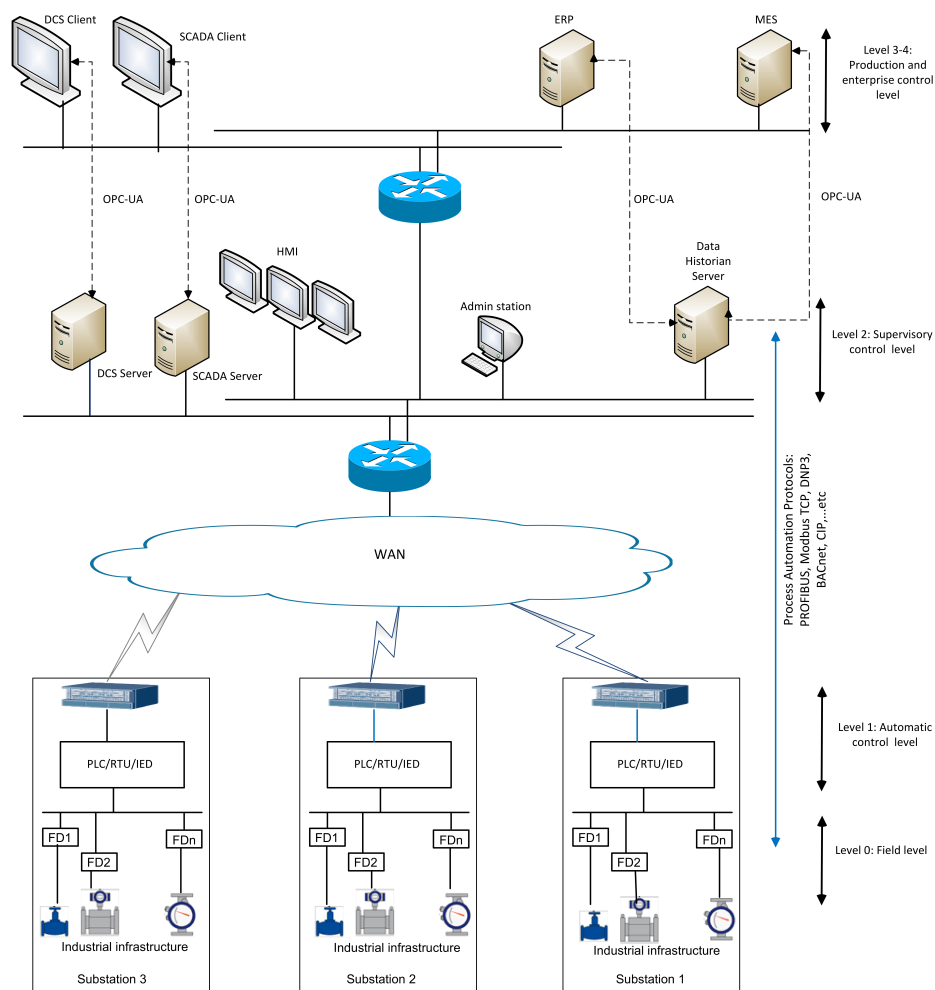 DCS Client
SCADA Client
ERP
MES
Level 3-4:
Production and
enterprise control
level
OPC-UA
OPC-UA
OPC-UA
OPC-UA
HMI
Data
Historian
Server
Admin station
Level 2: Supervisory
control level
DCS Server
SCADA Server
Process Automation Protocols:
PROFIBUS, Modbus TCP, DNP3,
BACnet, CIP,...etc
WAN
Level 1: Automatic
control level
PLC/RTU/IED
PLC/RTU/IED
PLC/RTU/IED
FD1
FD2
FDn
FD1
FD2
FDn
FD1
FD2
FDn
Level 0: Field level
Industrial infrastructure
Industrial infrastructure
Industrial infrastructure
Substation 3
Substation 2
Substation 1